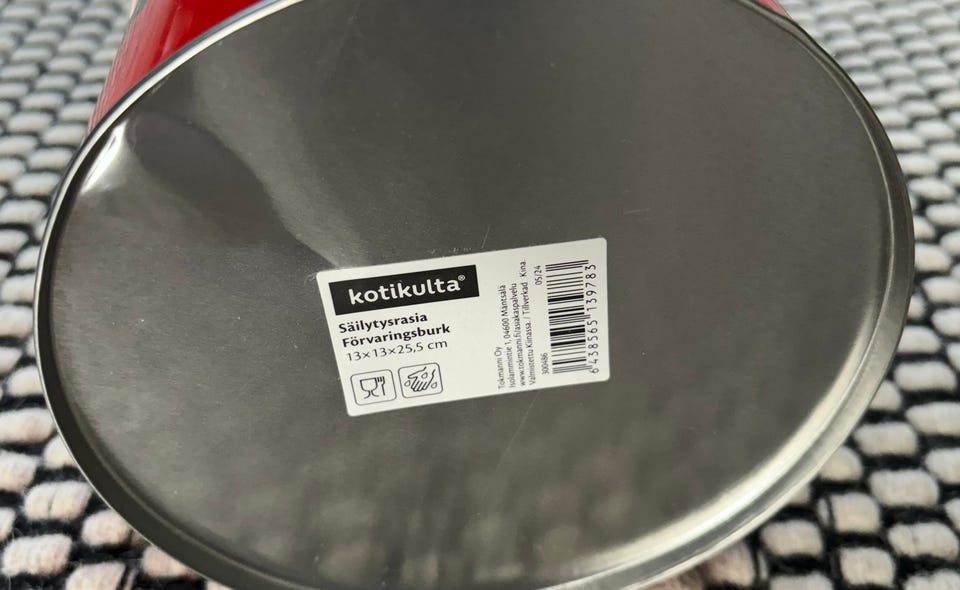 kotikulta®
Säilytysrasia
Förvaringsburk
13×13×25,5 cm
Tokmanni Oy
Isolammintie 1, 04600 Mäntsälä
www.tokmanni.fi/asiakaspalvelu
Valmistettu Kiinassa. / Tillverkad Kina.
300486
05/24
6438565139783